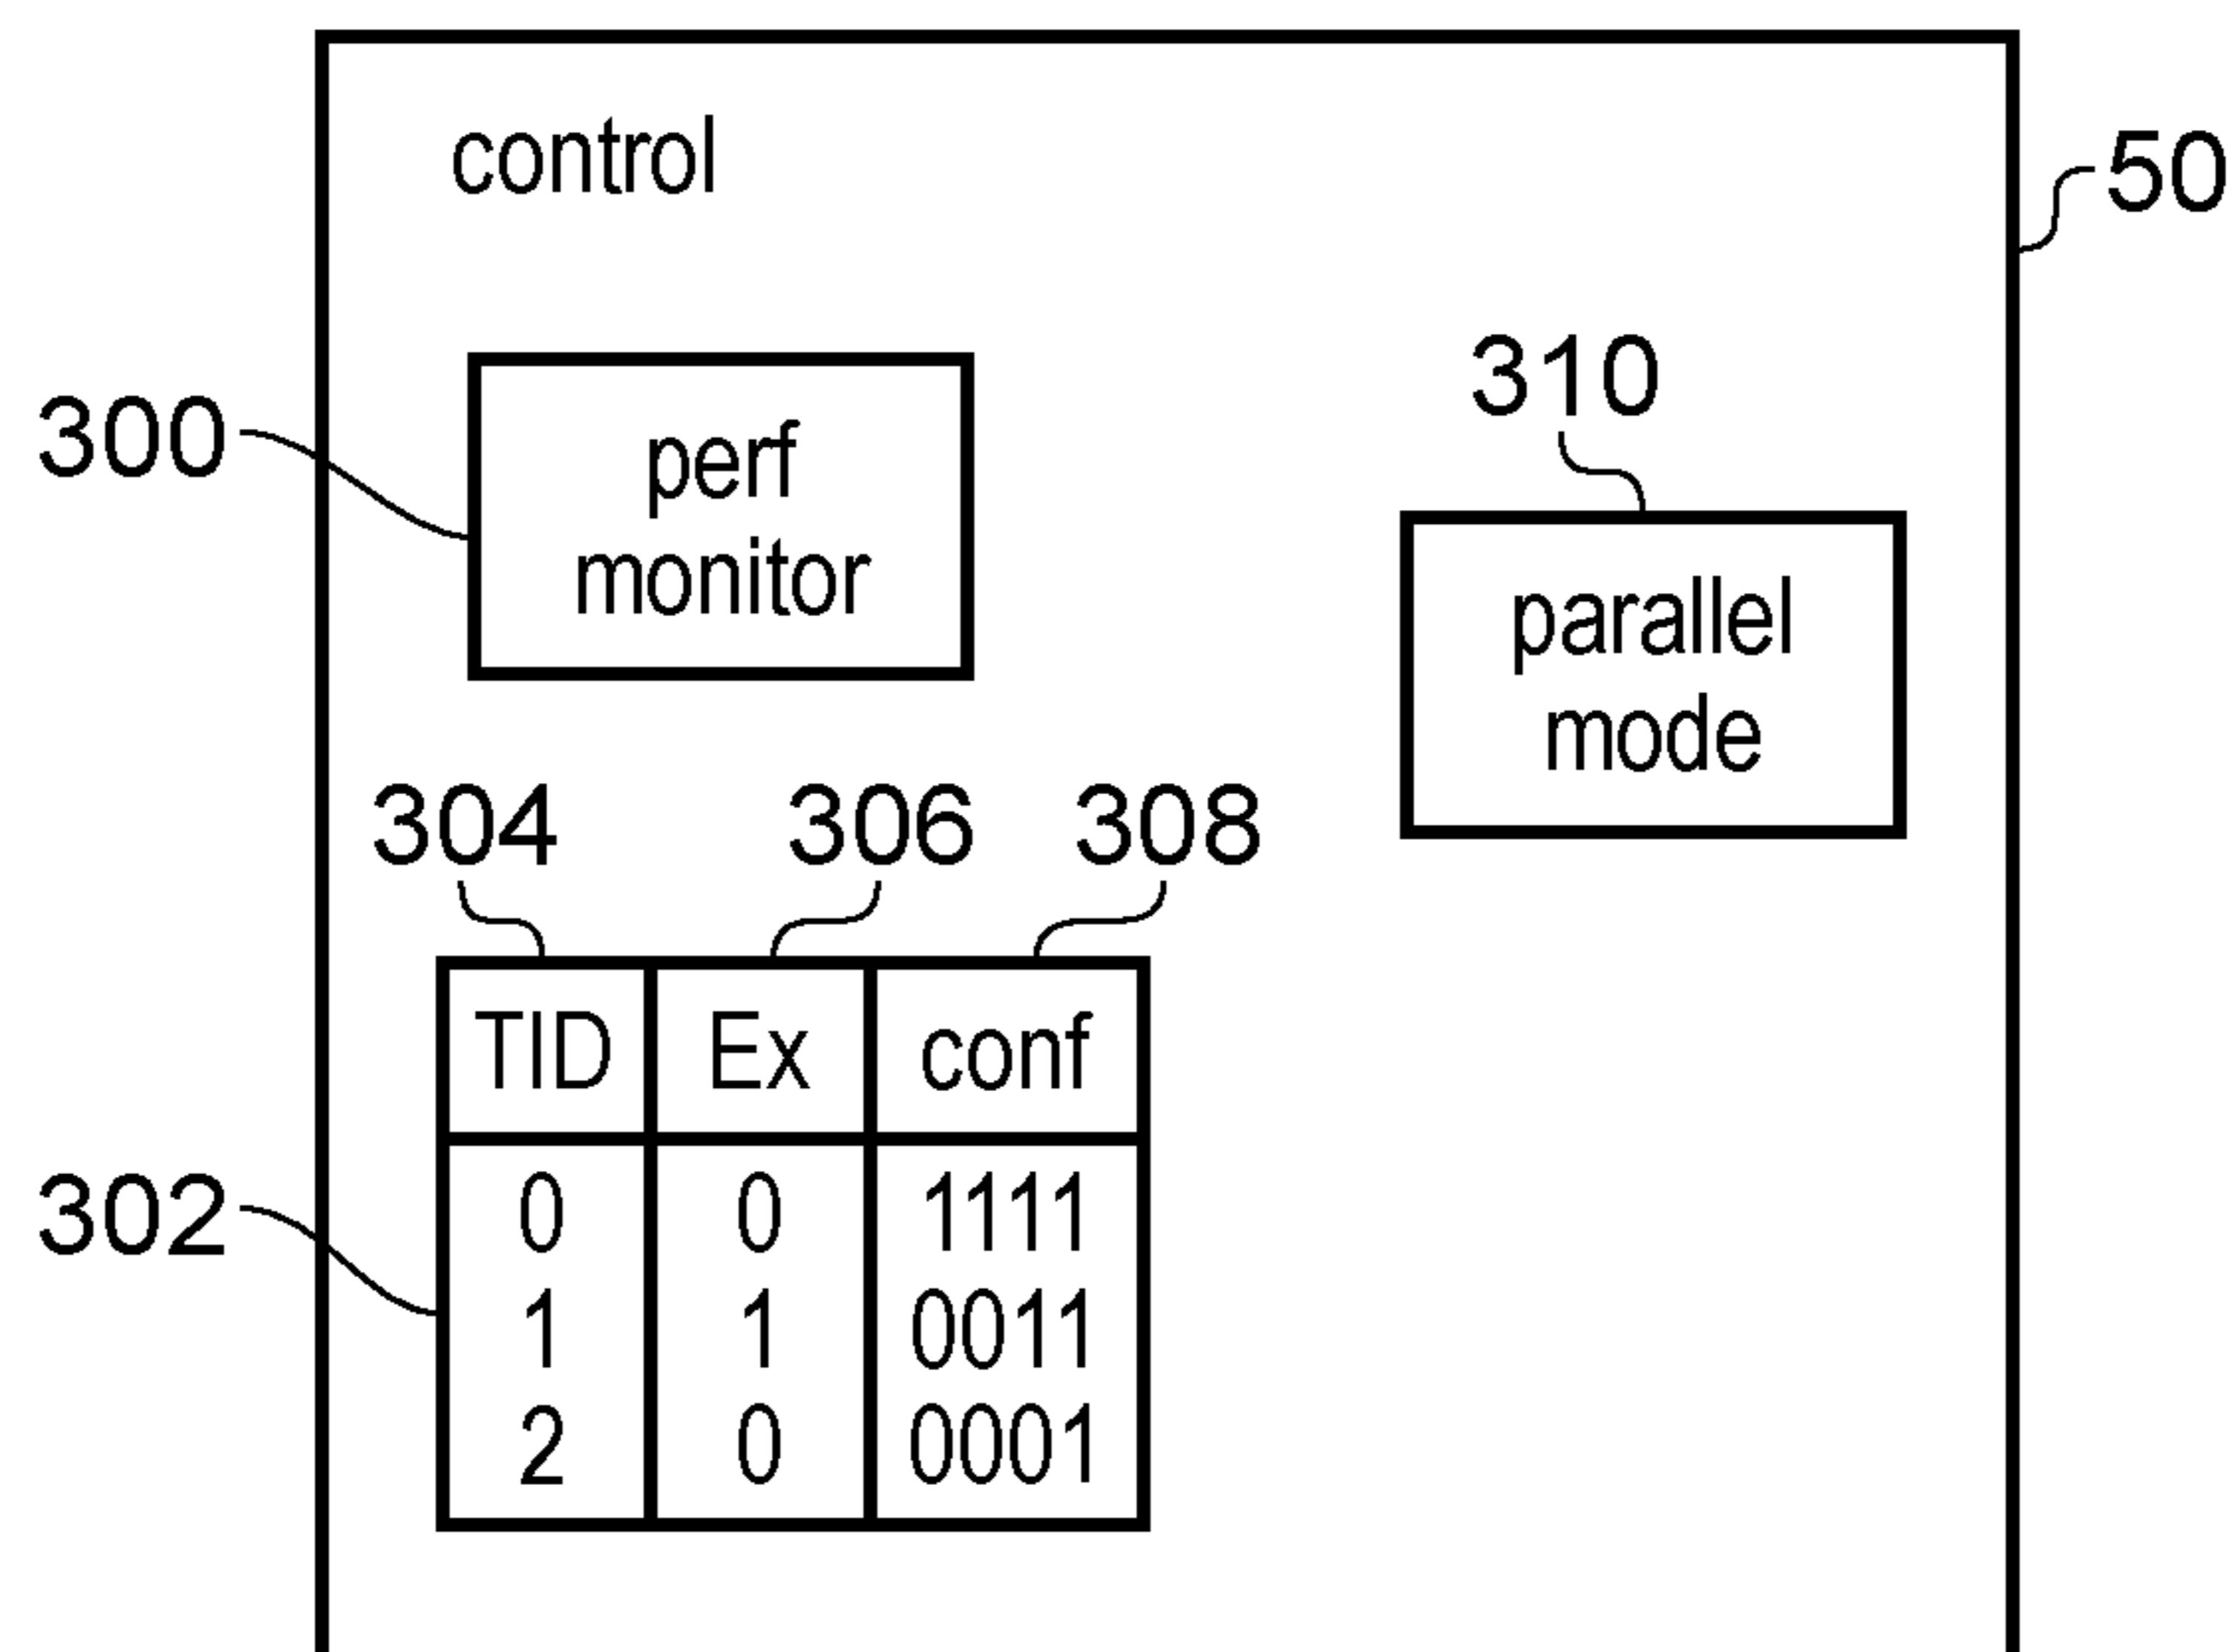 control
50
300
perf
monitor
310
parallel
mode
304 306 308
TID Ex conf
302
0 0 1111
1 1 0011
2 0 0001